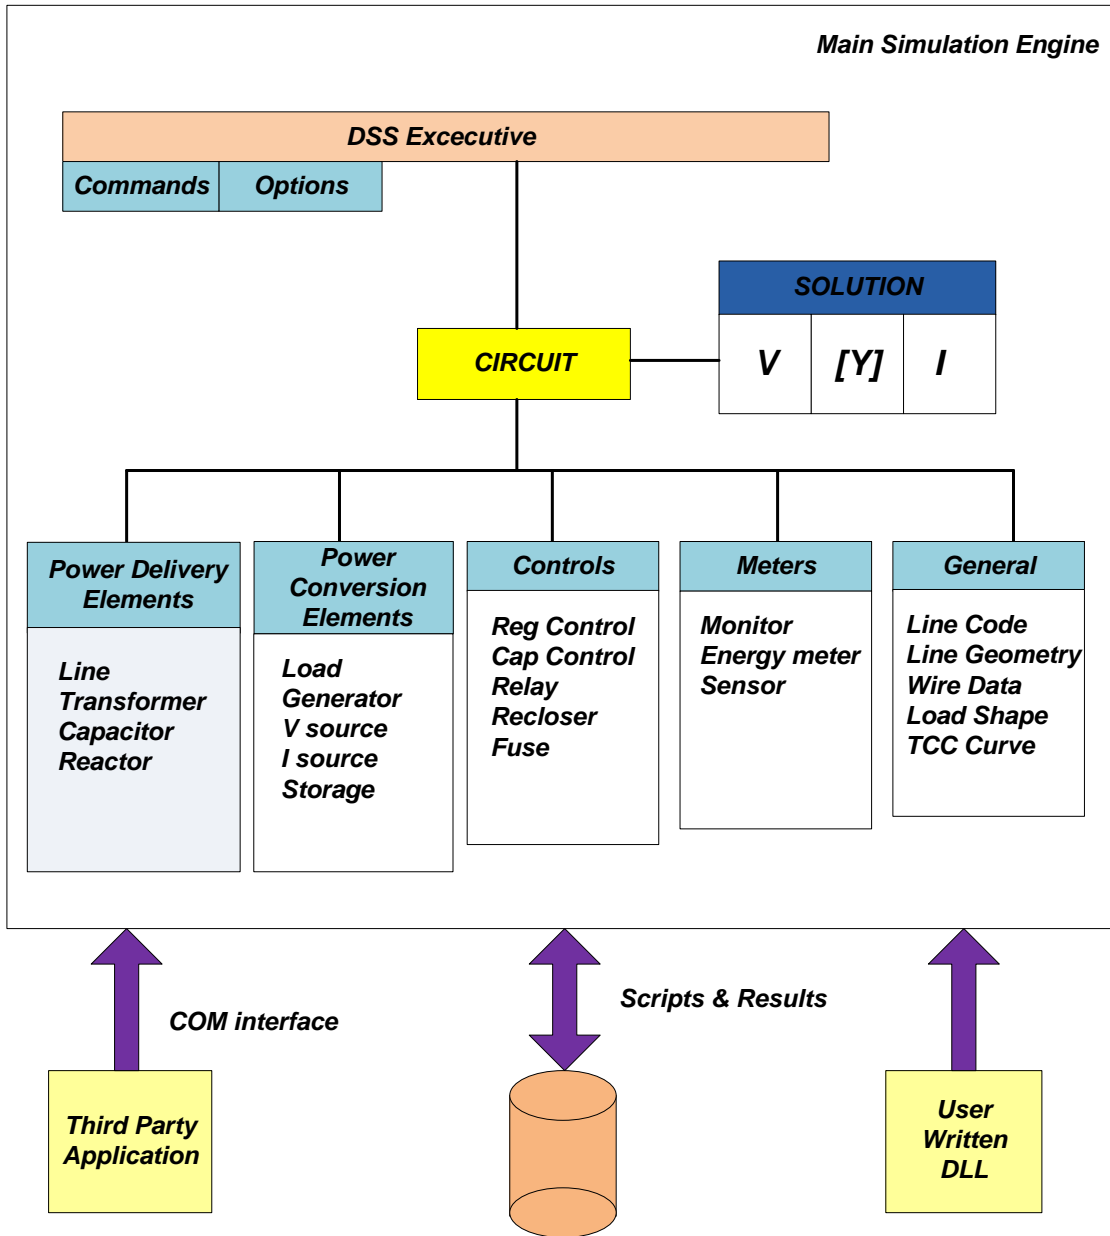 Main Simulation Engine
DSS Excecutive
Commands
Options
SOLUTION
V
[Y]
I
CIRCUIT
Power Delivery
Elements
Line
Transformer
Capacitor
Reactor
Power
Conversion
Elements
Load
Generator
V source
I source
Storage
Controls
Reg Control
Cap Control
Relay
Recloser
Fuse
Meters
Monitor
Energy meter
Sensor
General
Line Code
Line Geometry
Wire Data
Load Shape
TCC Curve
COM interface
Scripts & Results
Third Party
Application
User
Written
DLL